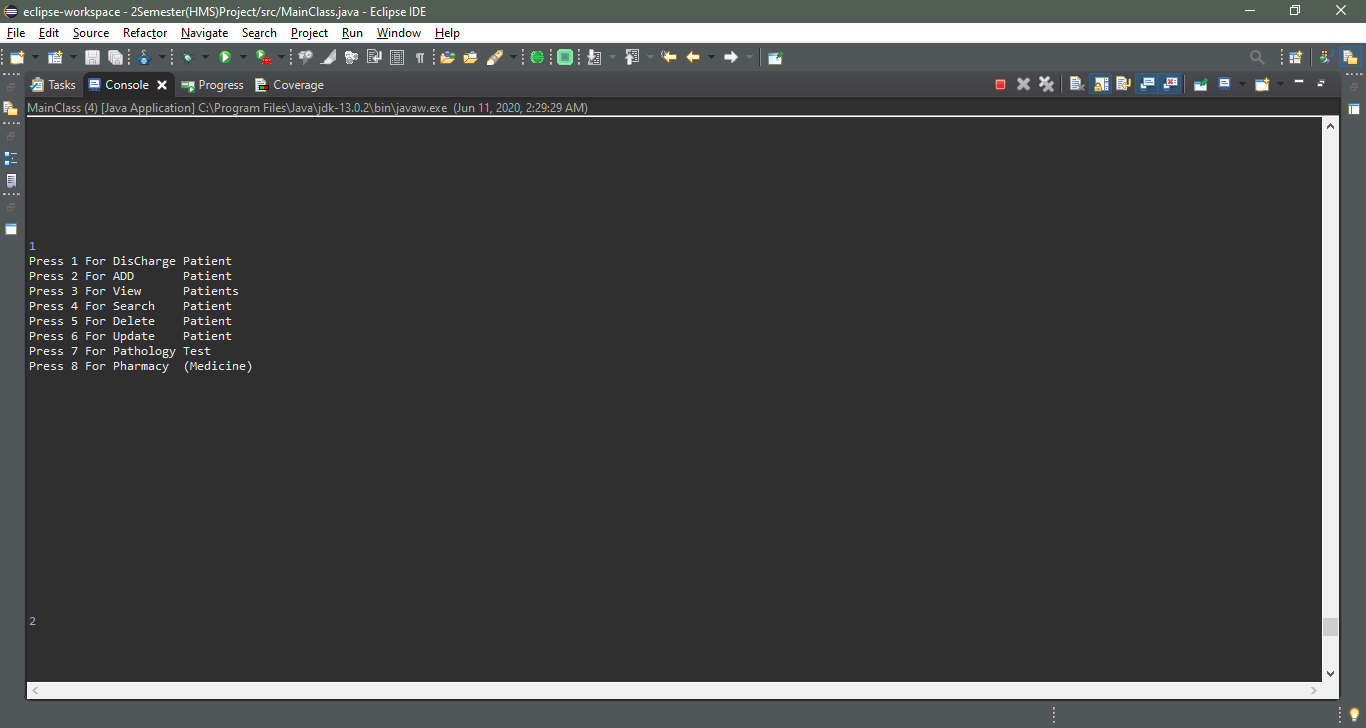 eclipse-workspace - 2Semester(HMS)Project/src/MainClass.java - Eclipse IDE
File Edit Source Refactor Navigate Search Project Run Window Help
Tasks Console Progress Coverage
MainClass (4) [Java Application] C:\Program Files\Java\jdk-13.0.2\bin\javaw.exe (Jun 11, 2020, 2:29:29 AM)
1
Press 1 For DisCharge Patient
Press 2 For ADD       Patient
Press 3 For View      Patients
Press 4 For Search    Patient
Press 5 For Delete    Patient
Press 6 For Update    Patient
Press 7 For Pathology Test
Press 8 For Pharmacy  (Medicine)
2